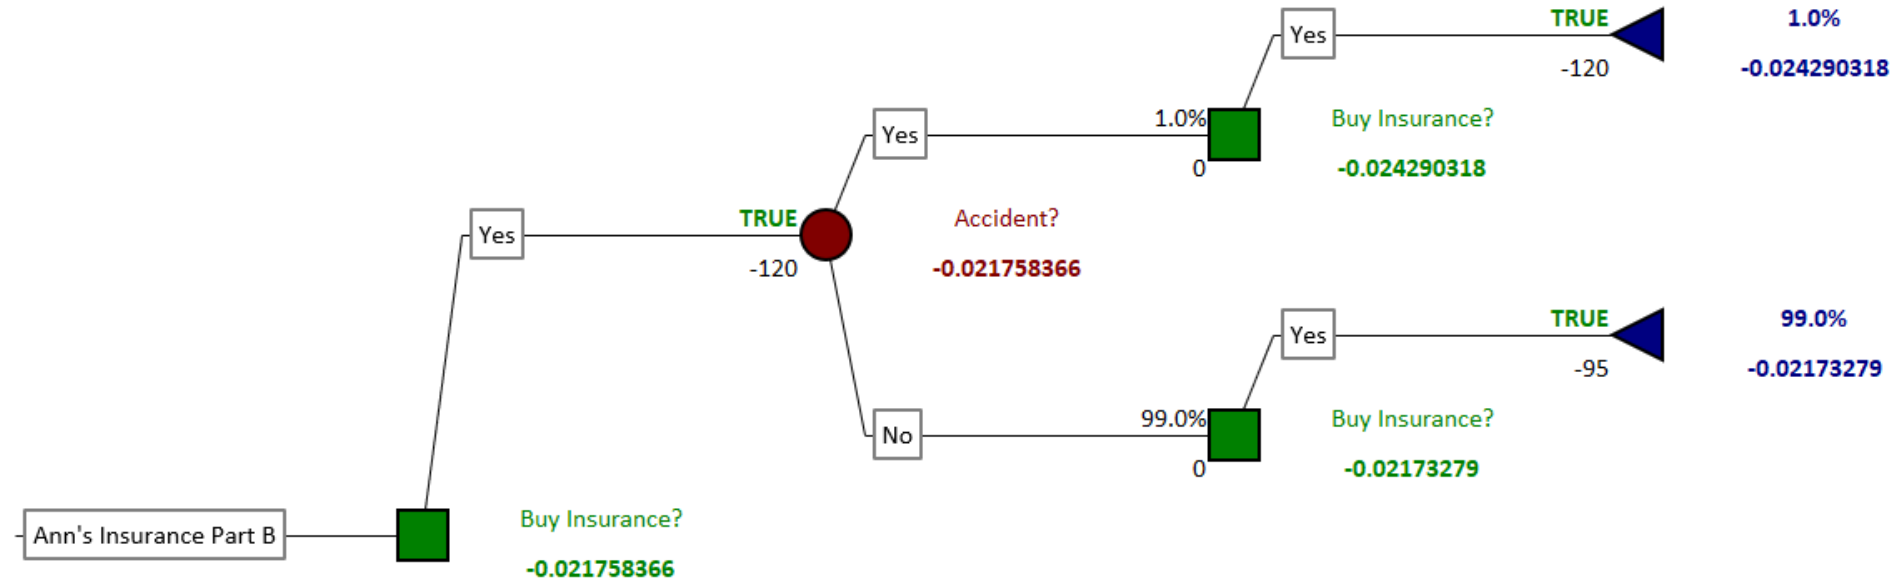 TRUE 1.0%
Yes
-120 -0.024290318
1.0% Buy Insurance?
Yes
0 -0.024290318
TRUE Accident?
Yes
-120 -0.021758366
TRUE 99.0%
Yes
-95 -0.02173279
99.0% Buy Insurance?
No
0 -0.02173279
Buy Insurance?
Ann's Insurance Part B
-0.021758366